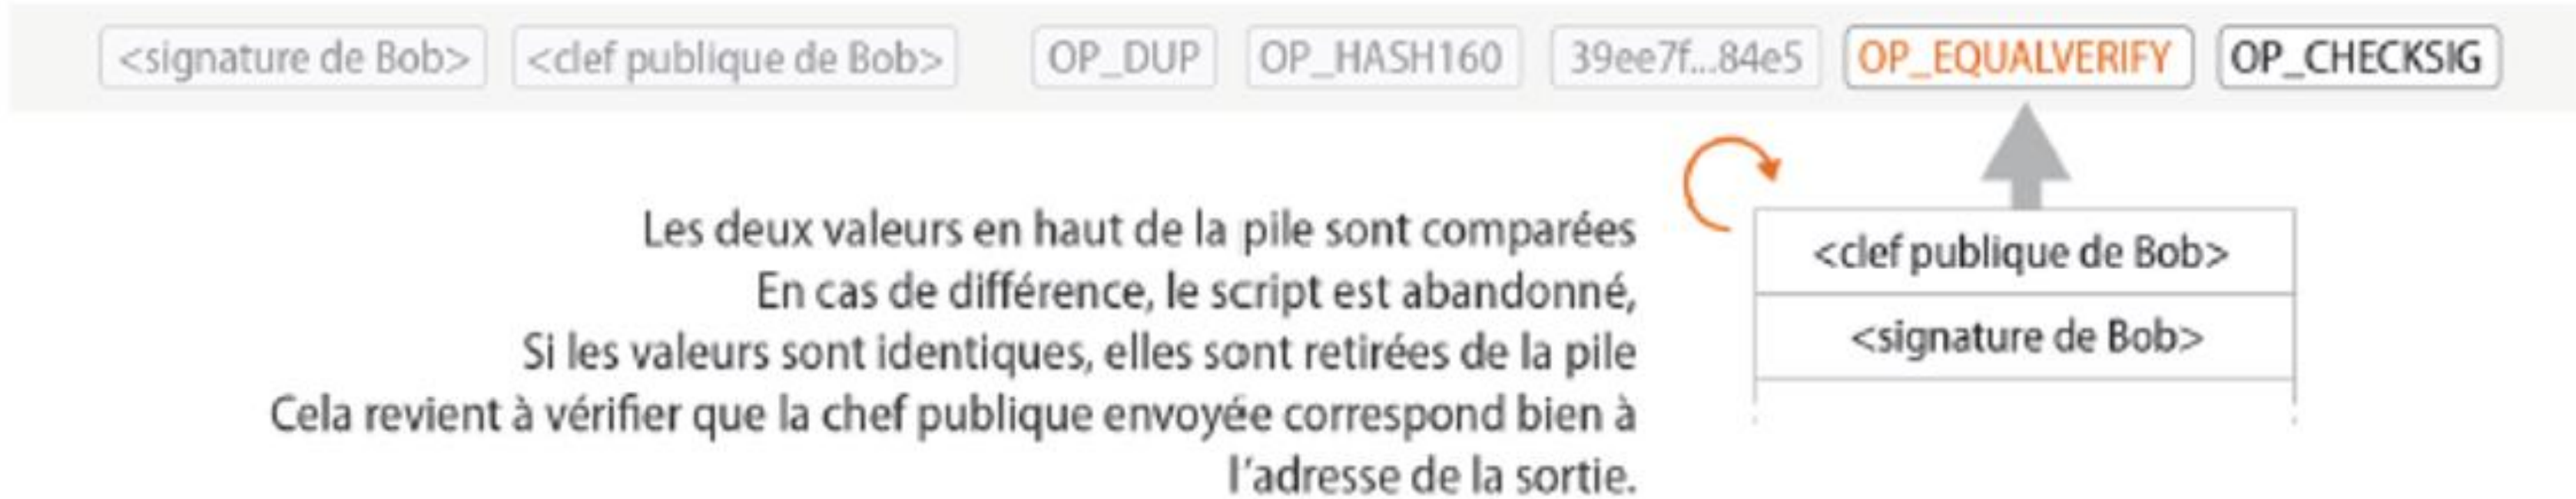 <signature de Bob> <clef publique de Bob> OP_DUP OP_HASH160 39ee7f...84e5 OP_EQUALVERIFY OP_CHECKSIG
Les deux valeurs en haut de la pile sont comparées
En cas de différence, le script est abandonné,
Si les valeurs sont identiques, elles sont retirées de la pile
Cela revient à vérifier que la chef publique envoyée correspond bien à
l'adresse de la sortie.
<clef publique de Bob>
<signature de Bob>